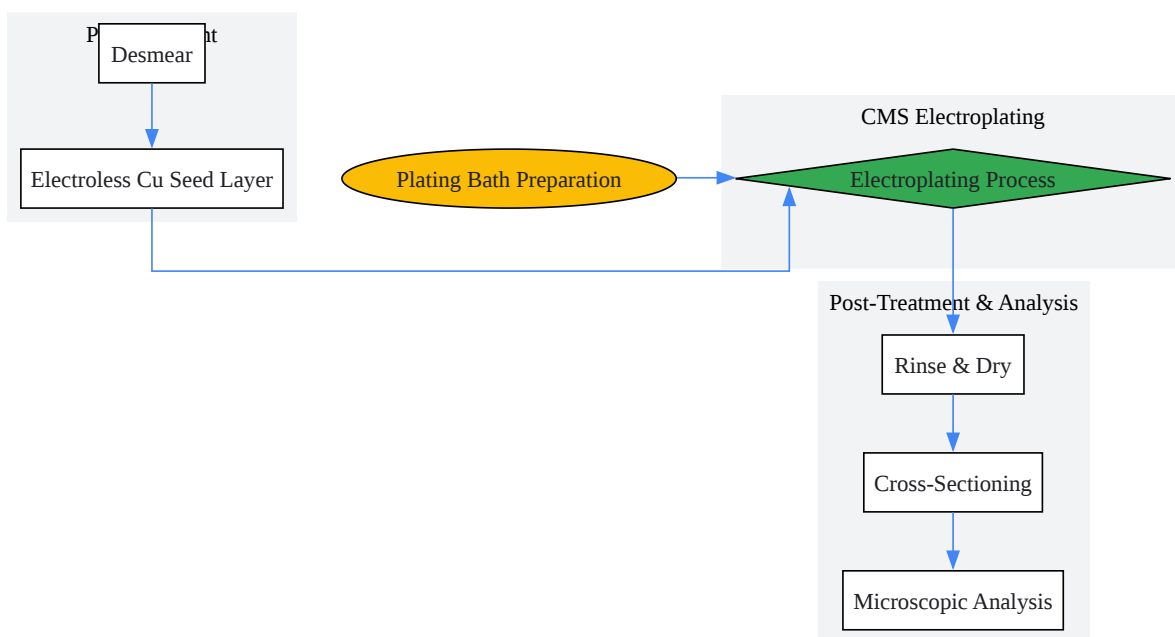 Desmear
Electroless Cu Seed Layer
Plating Bath Preparation
CMS Electroplating
Electroplating Process
Post-Treatment & Analysis
Rinse & Dry
Cross-Sectioning
Microscopic Analysis